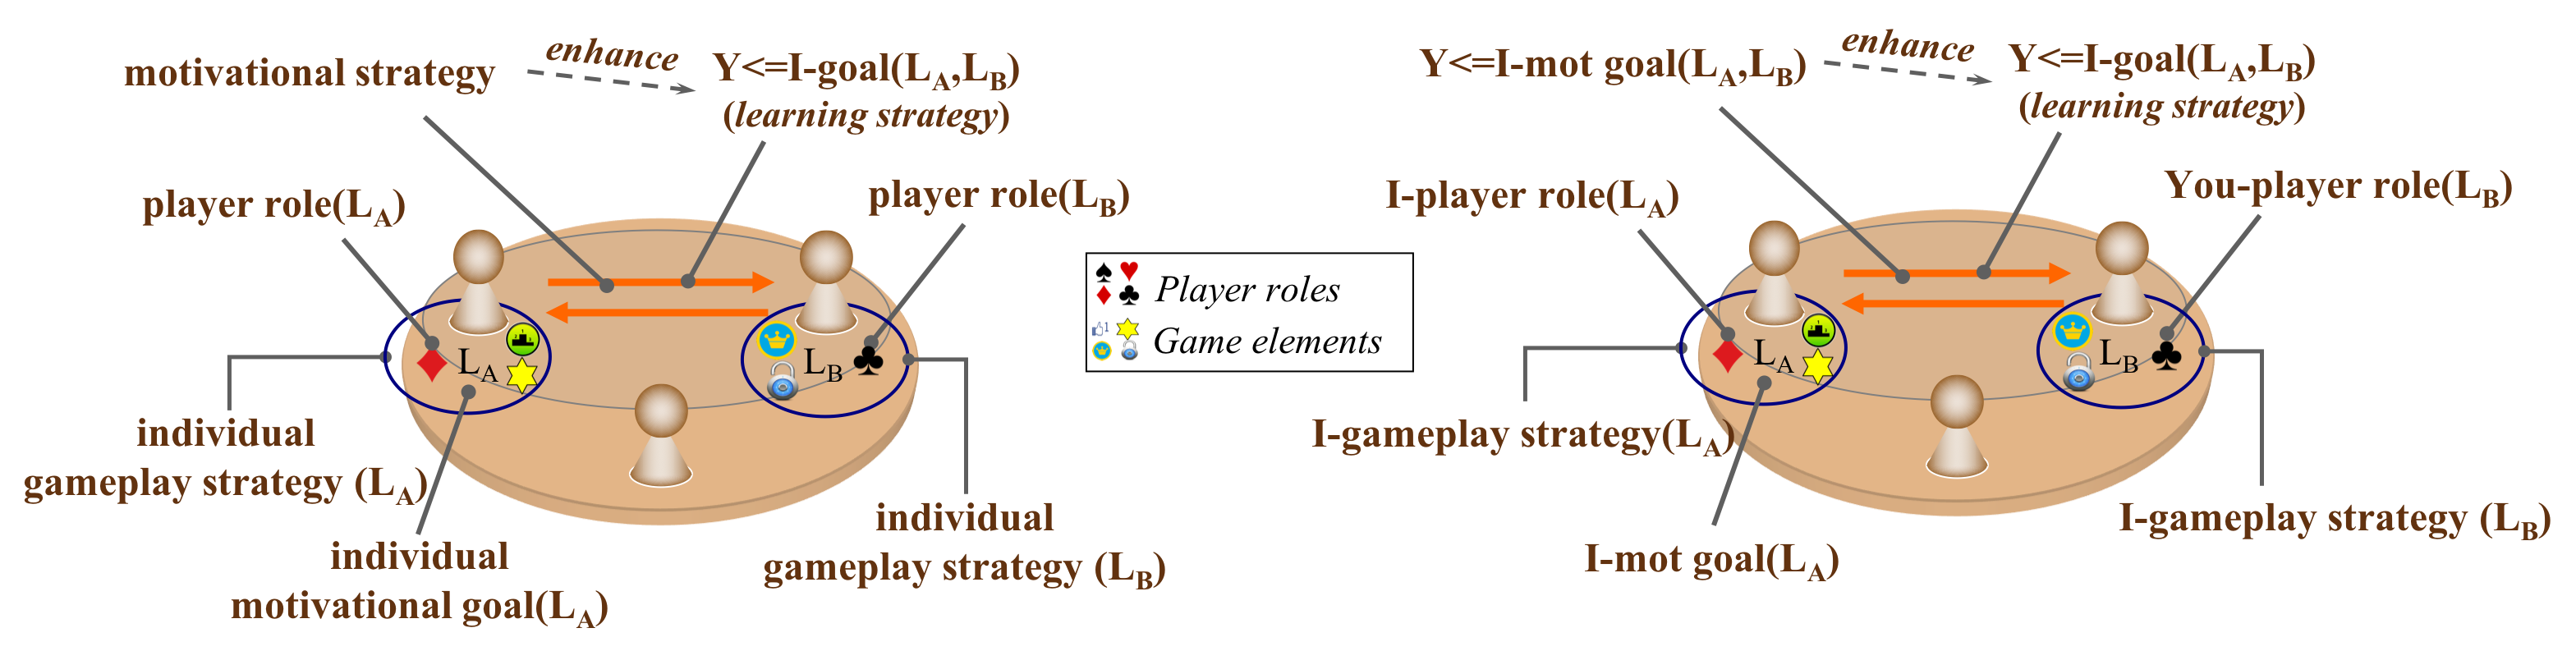 motivational strategy
enhance
Y<=I-goal(LA,LB)
(learning strategy)
player role(LA)
player role(LB)
LA
LB
individual
gameplay strategy (LA)
individual
motivational goal(LA)
individual
gameplay strategy (LB)
Player roles
1
Game elements
Y<=I-mot goal(LA,LB)
enhance
Y<=I-goal(LA,LB)
(learning strategy)
I-player role(LA)
You-player role(LB)
LA
LB
I-gameplay strategy(LA)
I-mot goal(LA)
I-gameplay strategy (LB)